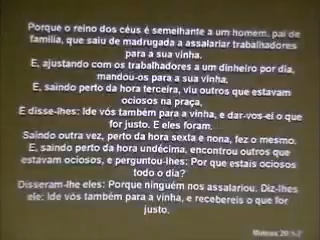 Porque o reino dos céus é semelhante a um homem, pai de
família, que saiu de madrugada a assalariar trabalhadores
para a sua vinha.
E, ajustando com os trabalhadores a um dinheiro por dia,
mandou-os para a sua vinha.
E, saindo perto da hora terceira, viu outros que estavam
ociosos na praça,
E disse-lhes: Ide vós também para a vinha, e dar-vos-ei o que
for justo. E eles foram.
Saindo outra vez, perto da hora sexta e nona, fez o mesmo.
E, saindo perto da hora undécima, encontrou outros que
estavam ociosos, e perguntou-lhes: Por que estais ociosos
todo o dia?
Disseram-lhe eles: Porque ninguém nos assalariou. Diz-lhes
ele: Ide vós também para a vinha, e recebereis o que for
justo.
Mateus 20:1-7